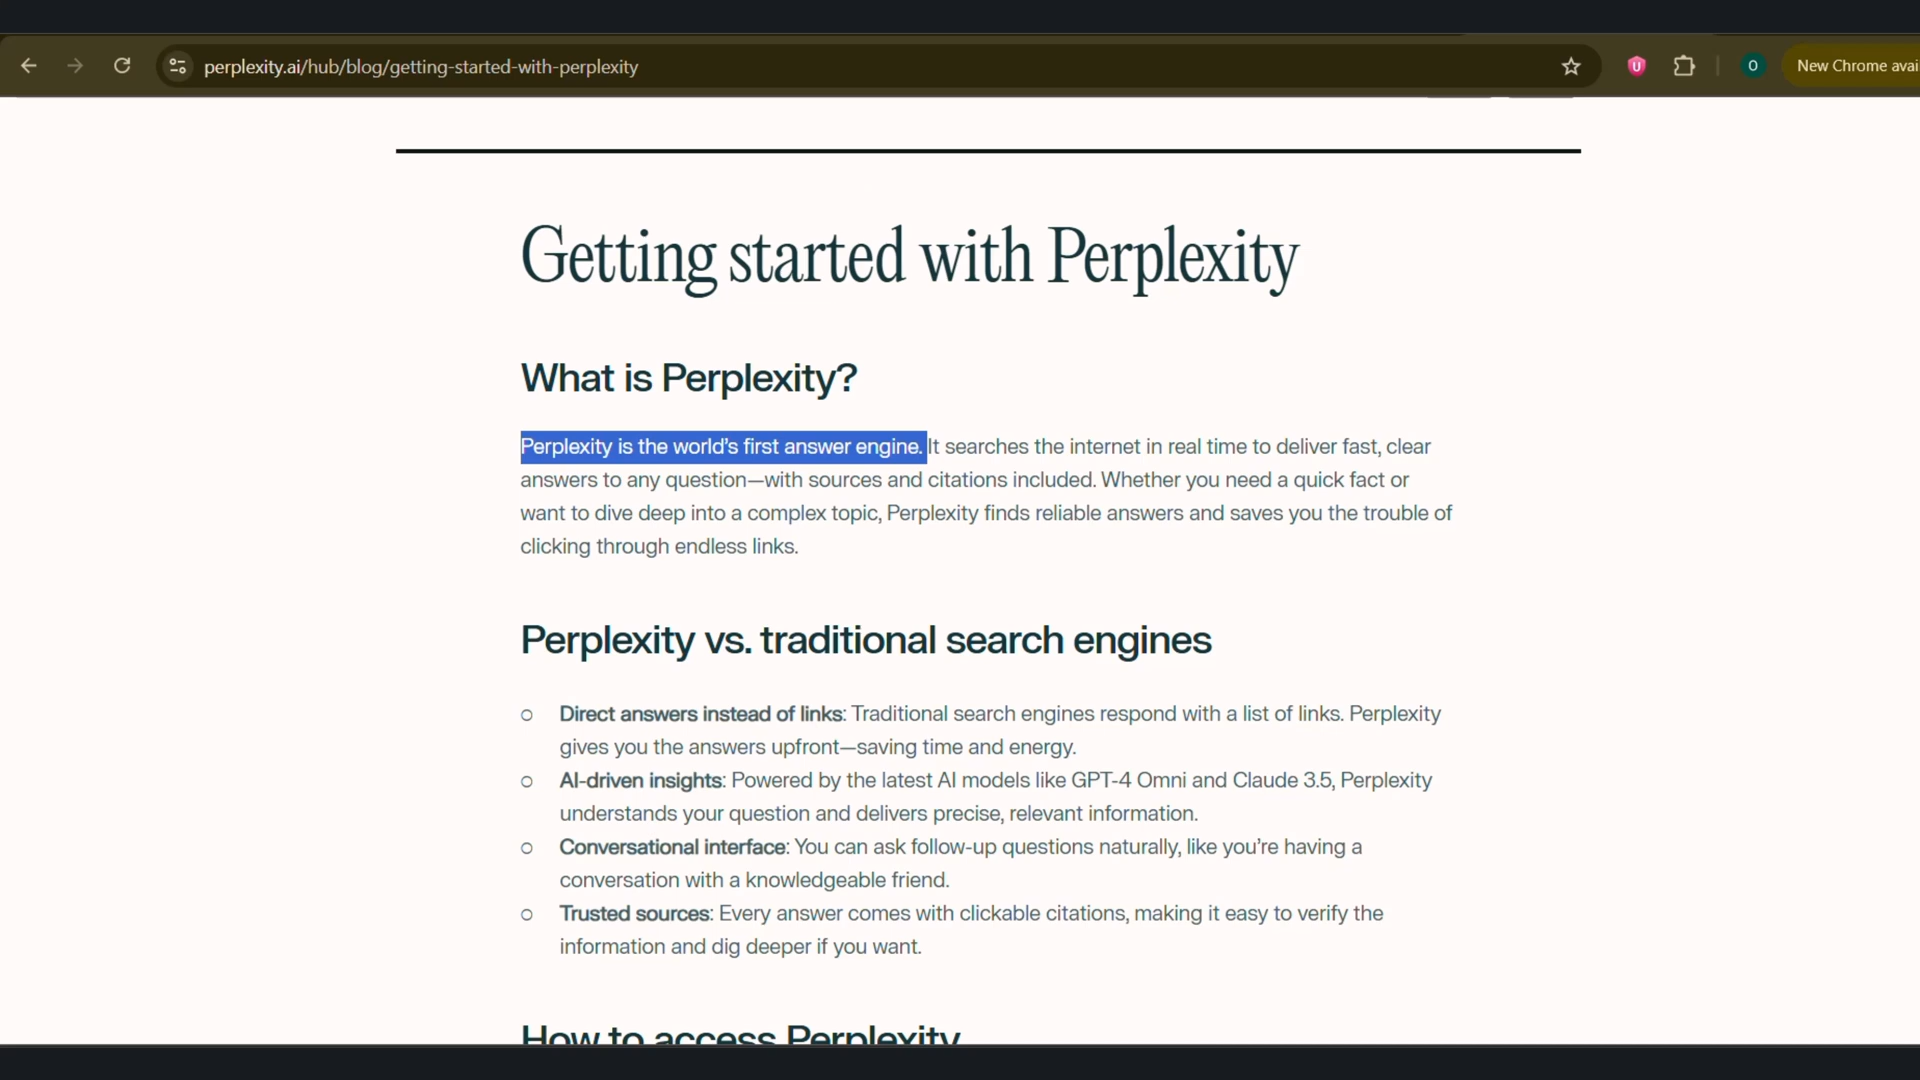 perplexity.ai/hub/blog/getting-started-with-perplexity
O
New Chrome avai
Getting started with Perplexity
What is Perplexity?
Perplexity is the world’s first answer engine. It searches the internet in real time to deliver fast, clear
answers to any question—with sources and citations included. Whether you need a quick fact or
want to dive deep into a complex topic, Perplexity finds reliable answers and saves you the trouble of
clicking through endless links.
Perplexity vs. traditional search engines
Direct answers instead of links: Traditional search engines respond with a list of links. Perplexity
gives you the answers upfront—saving time and energy.
AI-driven insights: Powered by the latest AI models like GPT-4 Omni and Claude 3.5, Perplexity
understands your question and delivers precise, relevant information.
Conversational interface: You can ask follow-up questions naturally, like you’re having a
conversation with a knowledgeable friend.
Trusted sources: Every answer comes with clickable citations, making it easy to verify the
information and dig deeper if you want.
How to access Perplexity